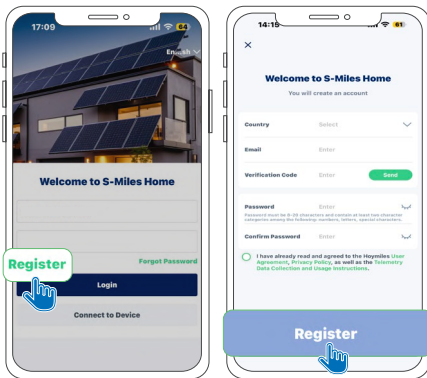 17:09
64
English
Welcome to S-Miles Home
Register
Forgot Password
Login
Connect to Device
14:15
61
Welcome to S-Miles Home
You will create an account
Country Select
Email Enter
Verification Code Enter Send
Password Enter
Password must be 8-20 characters and contain at least two character
categories among the following: numbers, letters, special characters.
Confirm Password Enter
I have already read and agreed to the Hoymiles User
Agreement, Privacy Policy, as well as the Telemetry
Data Collection and Usage Instructions.
Register